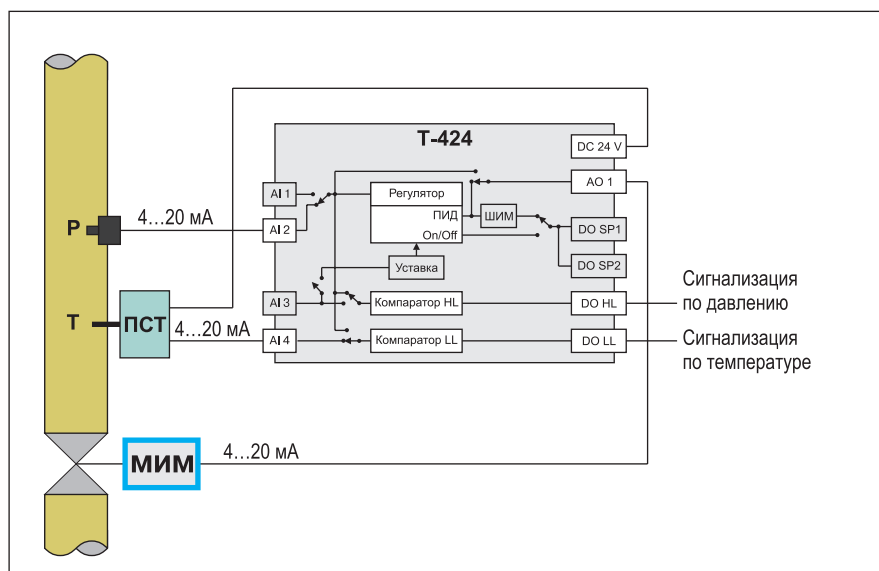 Т-424
DC 24 V
AO 1
AI 1
AI 2
Регулятор
ПИД
On/Off
ШИМ
DO SP1
DO SP2
Уставка
P
4...20 мА
AI 3
Компаратор HL
DO HL
Сигнализация
по давлению
T
ПСТ
4...20 мА
AI 4
Компаратор LL
DO LL
Сигнализация
по температуре
МИМ
4...20 мА